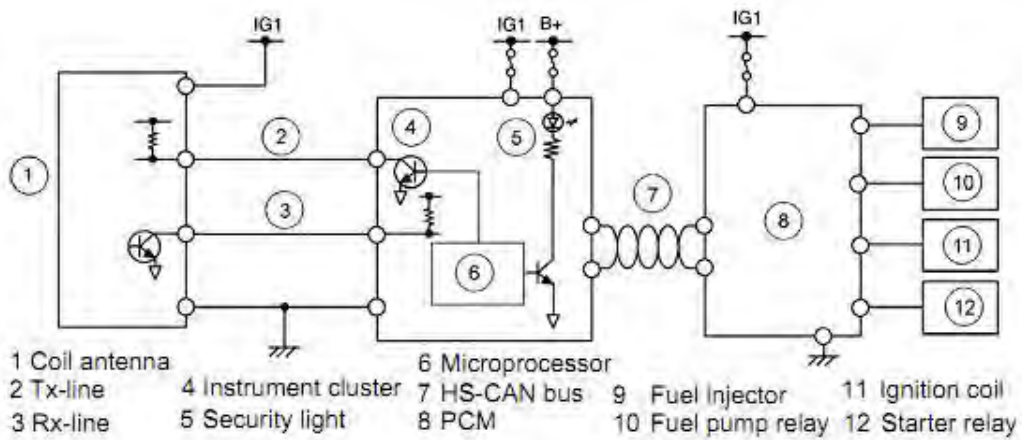 IG1
IG1 B+
IG1
2
4
5
9
1
7
10
3
8
11
6
12
1 Coil antenna
2 Tx-line
3 Rx-line
4 Instrument cluster
5 Security light
6 Microprocessor
7 HS-CAN bus
8 PCM
9 Fuel Injector
10 Fuel pump relay
11 Ignition coil
12 Starter relay